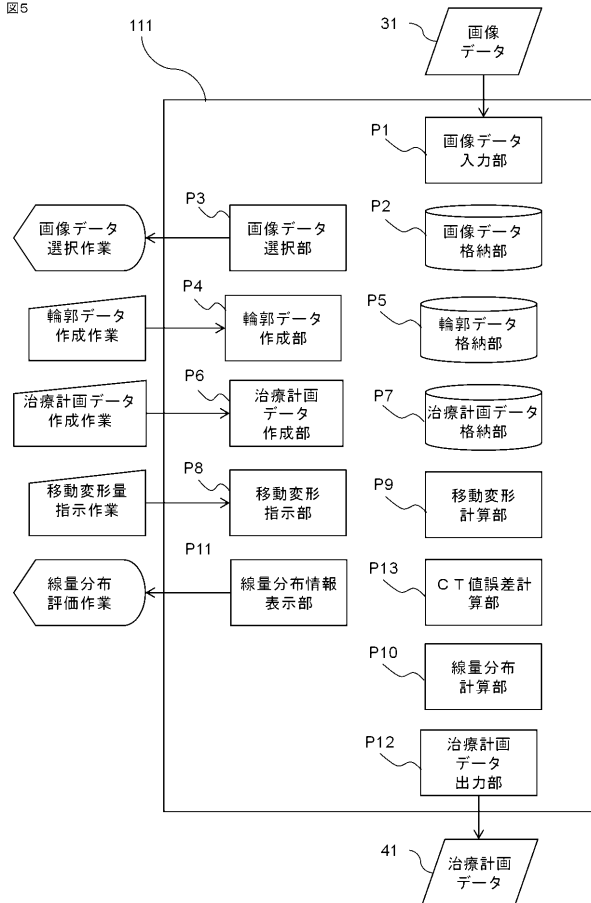 図5
111
31
画像
データ
P1
画像データ
入力部
P3
画像データ
選択作業
画像データ
選択部
P2
画像データ
格納部
P4
輪郭データ
作成作業
輪郭データ
作成部
P5
輪郭データ
格納部
P6
治療計画データ
作成作業
治療計画
データ
作成部
P7
治療計画データ
格納部
P8
移動変形量
指示作業
移動変形
指示部
P9
移動変形
計算部
P11
線量分布
評価作業
線量分布情報
表示部
P13
CT値誤差計
算部
P10
線量分布
計算部
P12
治療計画
データ
出力部
41
治療計画
データ